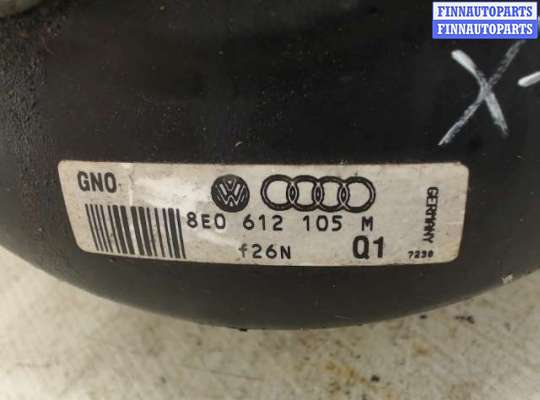 FINNAUTOPARTS
FINNAUTOPARTS
X-
GNO
8E0 612 105 M
f26N
Q1
GERMANY
7230